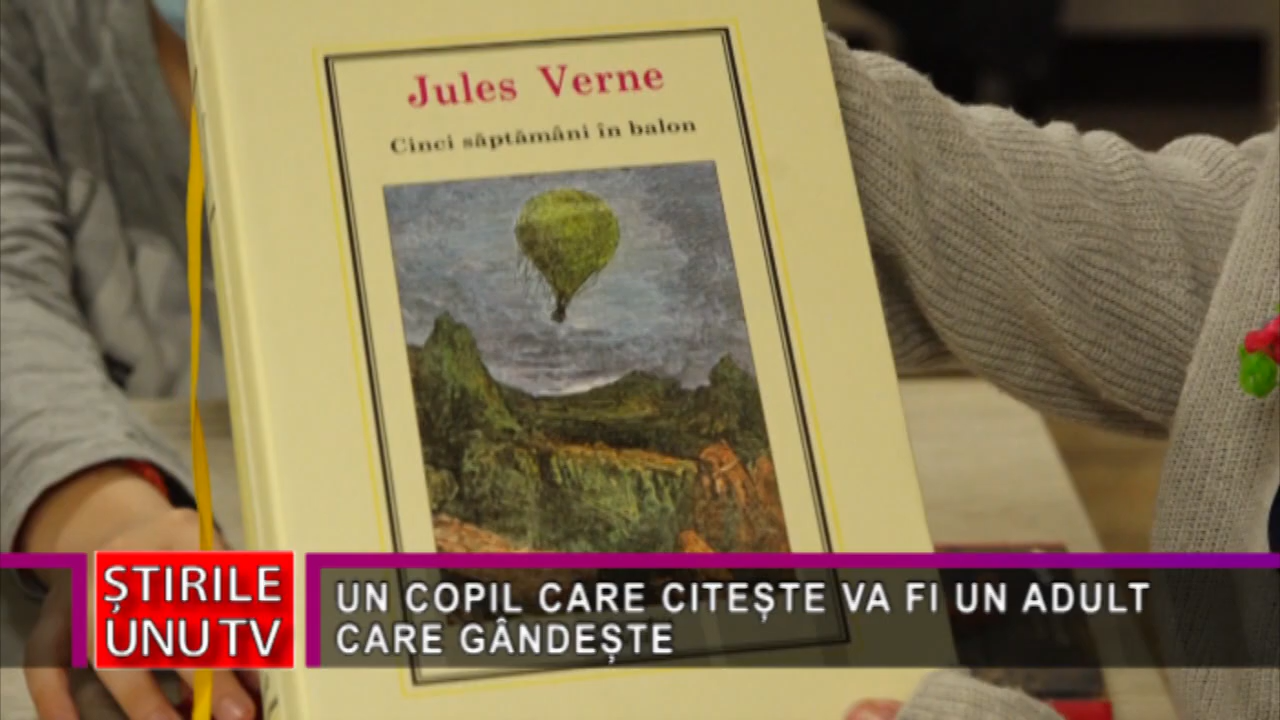 Jules Verne
Cinci săptămâni în balon
ȘTIRILE
UNU TV
UN COPIL CARE CITEȘTE VA FI UN ADULT
CARE GÂNDEȘTE